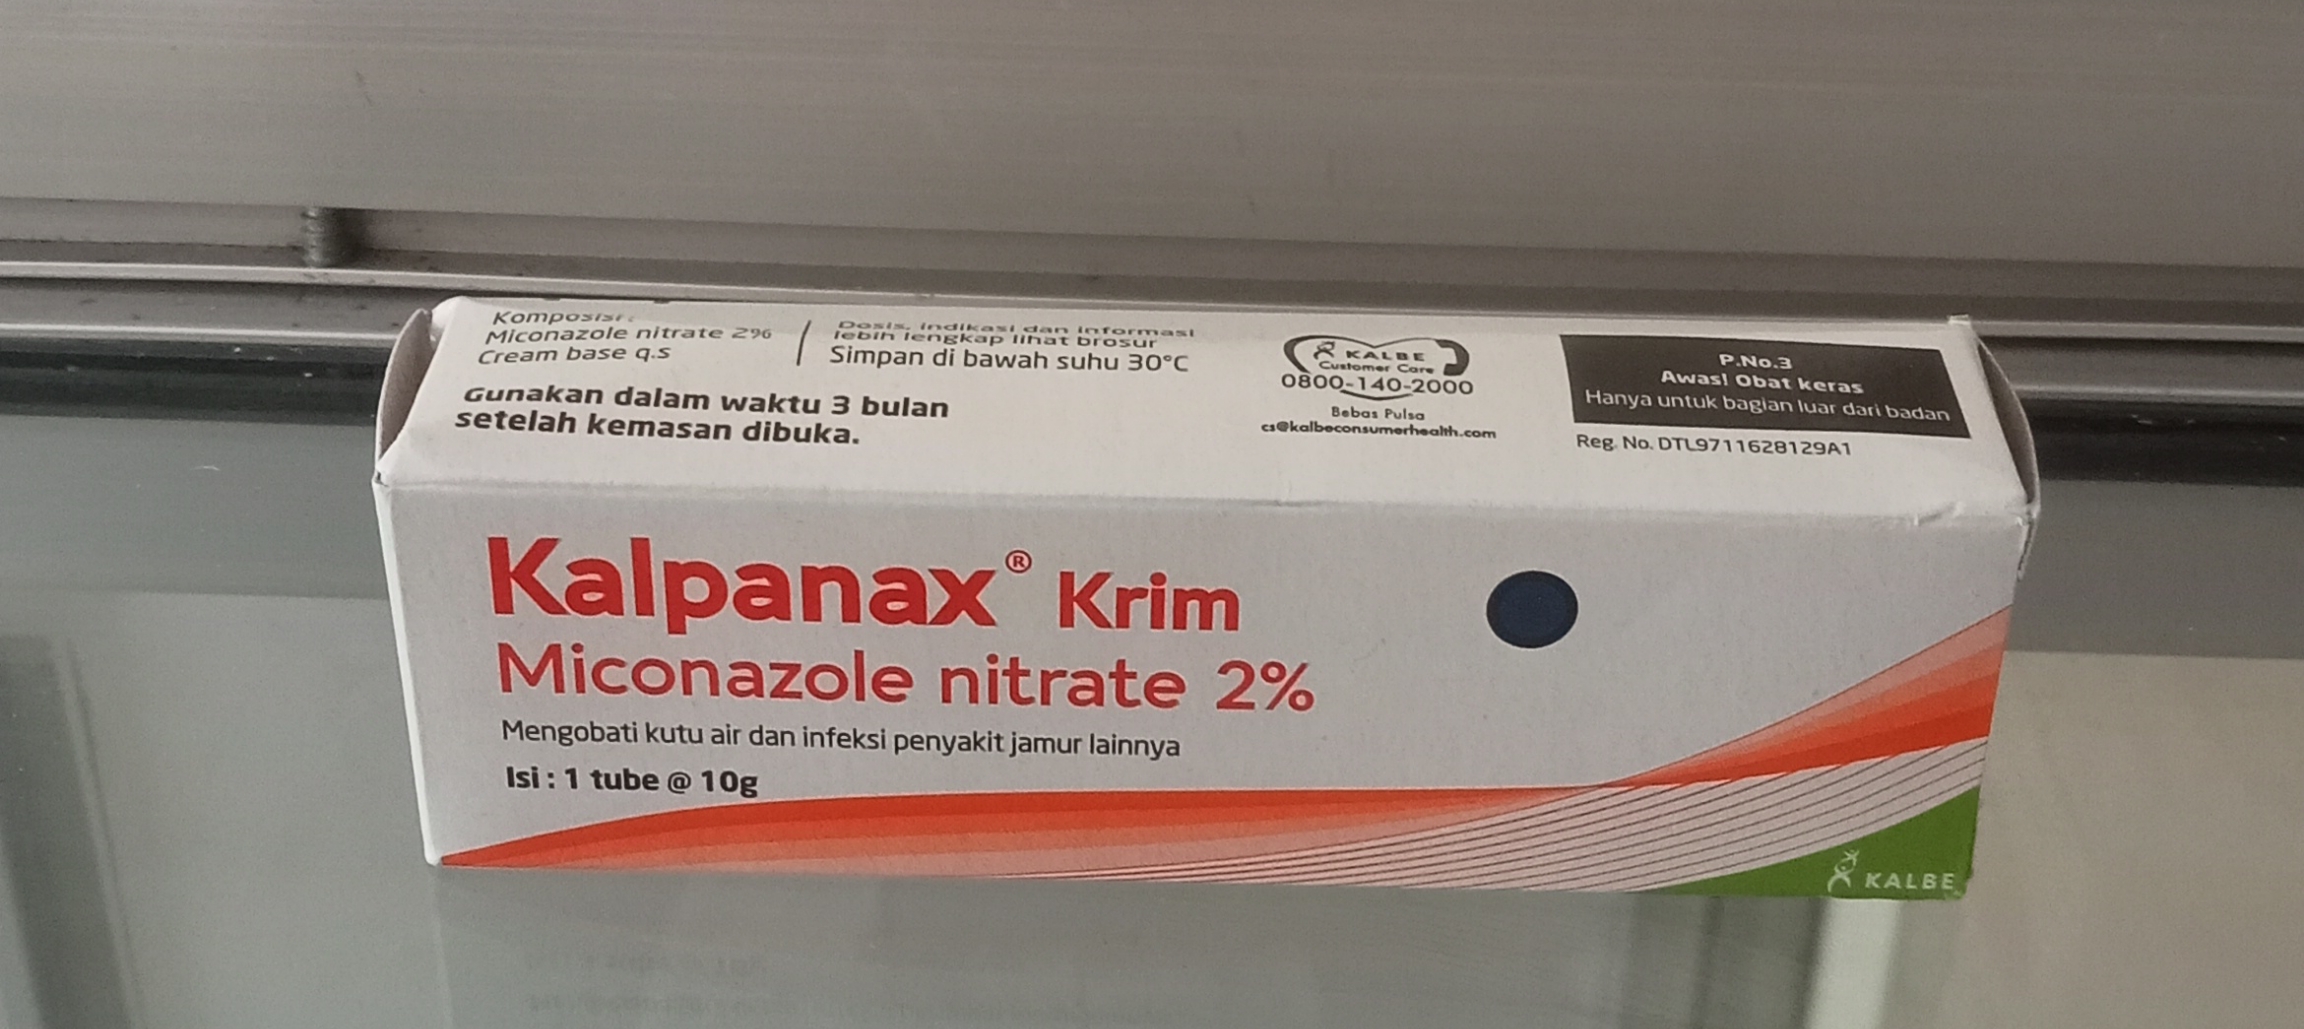 Komposisi:
Miconazole nitrate 2%
Cream base q.s
Dosis, indikasi dan informasi
lebih lengkap lihat brosur
Simpan di bawah suhu 30°C
Gunakan dalam waktu 3 bulan
setelah kemasan dibuka.
KALBE
Customer Care
0800-140-2000
Bebas Pulsa
cs@kalbeconsumerhealth.com
P.No.3
Awas! Obat keras
Hanya untuk bagian luar dari badan
Reg. No. DTL9711628129A1
Kalpanax® Krim
Miconazole nitrate 2%
Mengobati kutu air dan infeksi penyakit jamur lainnya
Isi : 1 tube @ 10g
KALBE